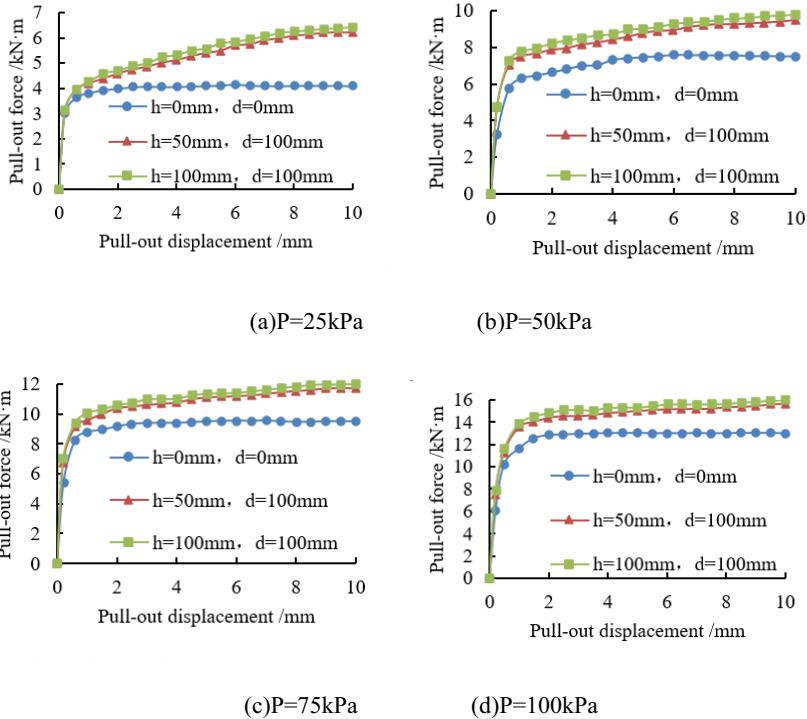 Pull-out force /kN·m
7
6
5
4
3
2
1
0
h=0mm，d=0mm
h=50mm，d=100mm
h=100mm，d=100mm
0 2 4 6 8 10
Pull-out displacement /mm
(a)P=25kPa
Pull-out force /kN·m
10
8
6
4
2
0
h=0mm，d=0mm
h=50mm，d=100mm
h=100mm，d=100mm
0 2 4 6 8 10
Pull-out displacement /mm
(b)P=50kPa
Pull-out force /kN·m
12
10
8
6
4
2
0
h=0mm，d=0mm
h=50mm，d=100mm
h=100mm，d=100mm
0 2 4 6 8 10
Pull-out displacement /mm
(c)P=75kPa
Pull-out force /kN·m
16
14
12
10
8
6
4
2
0
h=0mm，d=0mm
h=50mm，d=100mm
h=100mm，d=100mm
0 2 4 6 8 10
Pull-out displacement /mm
(d)P=100kPa